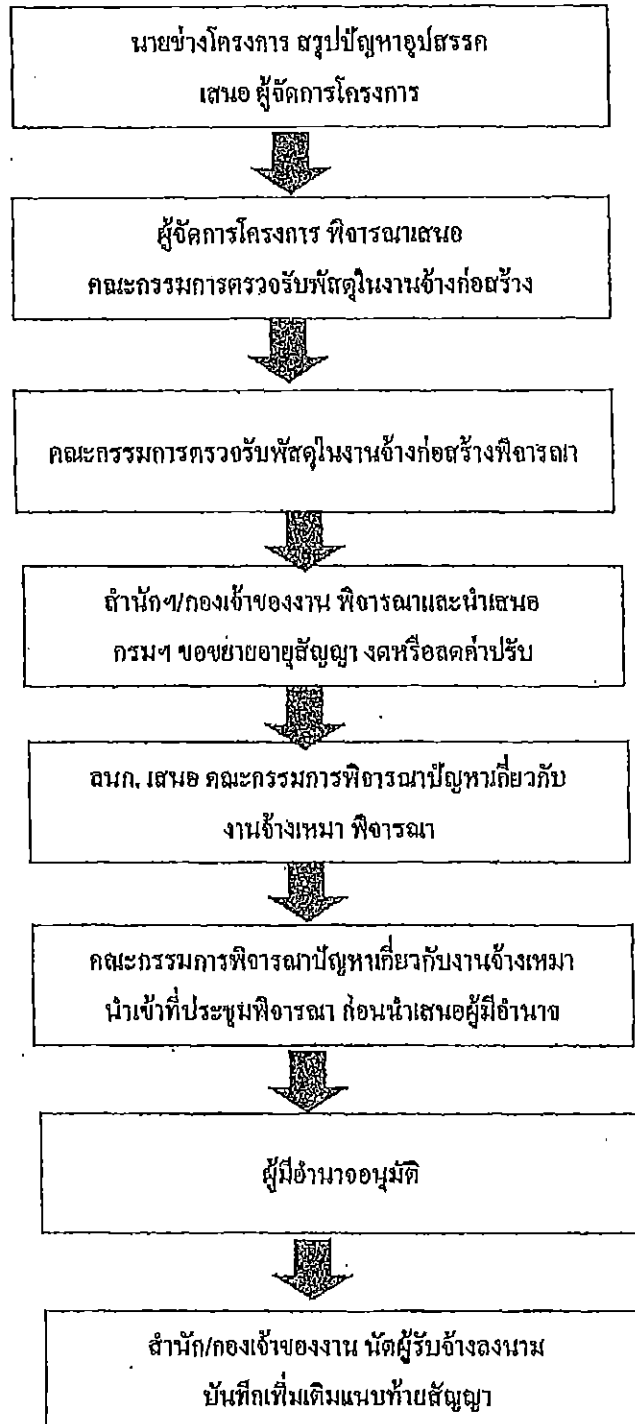 นายช่างโครงการ สรุปปัญหาอุปสรรค
เสนอ ผู้จัดการโครงการ
ผู้จัดการโครงการ พิจารณาเสนอ
คณะกรรมการตรวจรับพัสดุในงานจ้างก่อสร้าง
คณะกรรมการตรวจรับพัสดุในงานจ้างก่อสร้างพิจารณา
สำนักฯ/กองเจ้าของงาน พิจารณาและนำเสนอ
กรมฯ ขอขยายอายุสัญญา งดหรือลดค่าปรับ
ลนก. เสนอ คณะกรรมการพิจารณาปัญหาเกี่ยวกับ
งานจ้างเหมา พิจารณา
คณะกรรมการพิจารณาปัญหาเกี่ยวกับงานจ้างเหมา
นำเข้าที่ประชุมพิจารณา ก่อนนำเสนอผู้มีอำนาจ
ผู้มีอำนาจอนุมัติ
สำนัก/กองเจ้าของงาน นัดผู้รับจ้างลงนาม
บันทึกเพิ่มเติมแนบท้ายสัญญา